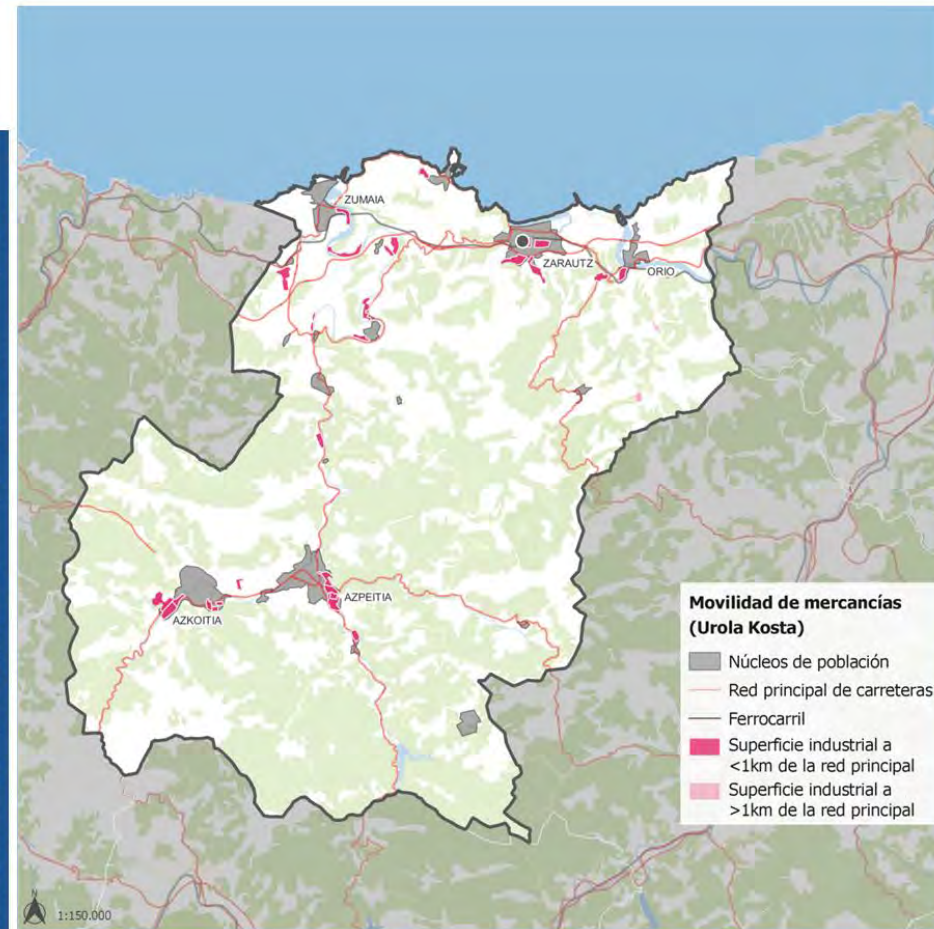 ZUMAIA
ZARAUTZ
ORIO
AZPEITIA
AZKOITIA
Movilidad de mercancías
(Urola Kosta)
Núcleos de población
Red principal de carreteras
Ferrocarril
Superficie industrial a
<1km de la red principal
Superficie industrial a
>1km de la red principal
N
1:150.000